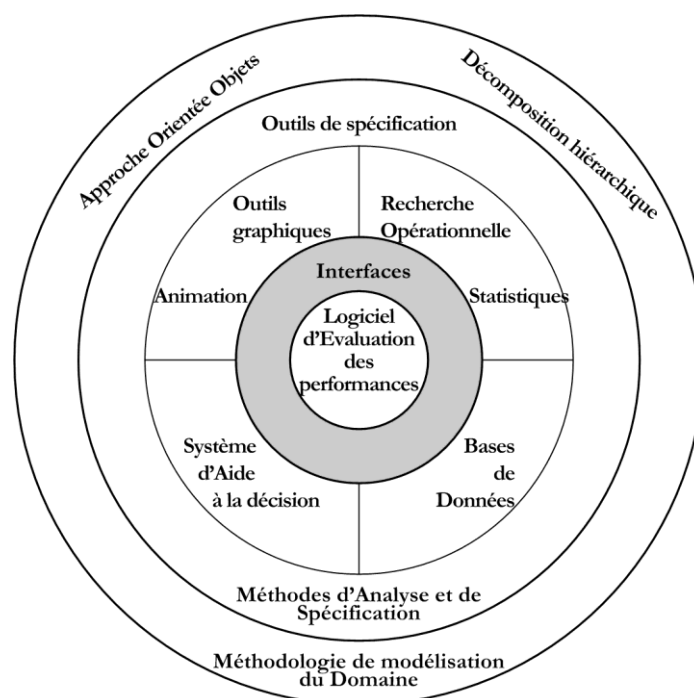 Approche Orientée Objets
Décomposition hiérarchique
Outils de spécification
Outils
graphiques
Recherche
Opérationnelle
Animation
Interfaces
Statistiques
Logiciel
d'Evaluation
des
performances
Système
d'Aide
à la décision
Bases
de
Données
Méthodes d'Analyse et de
Spécification
Méthodologie de modélisation
du Domaine